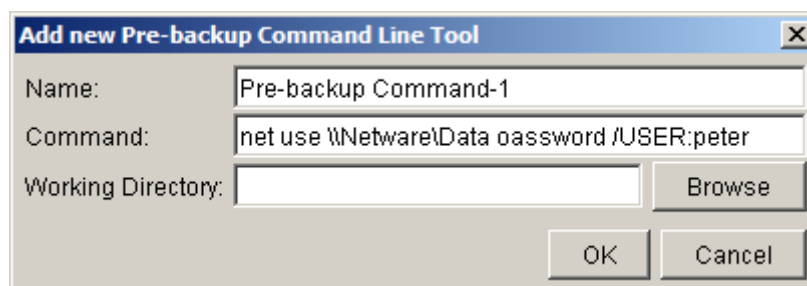 Add new Pre-backup Command Line Tool
Name: Pre-backup Command-1
Command: net use \\Netware\Data oassword /USER:peter
Working Directory: Browse
OK Cancel